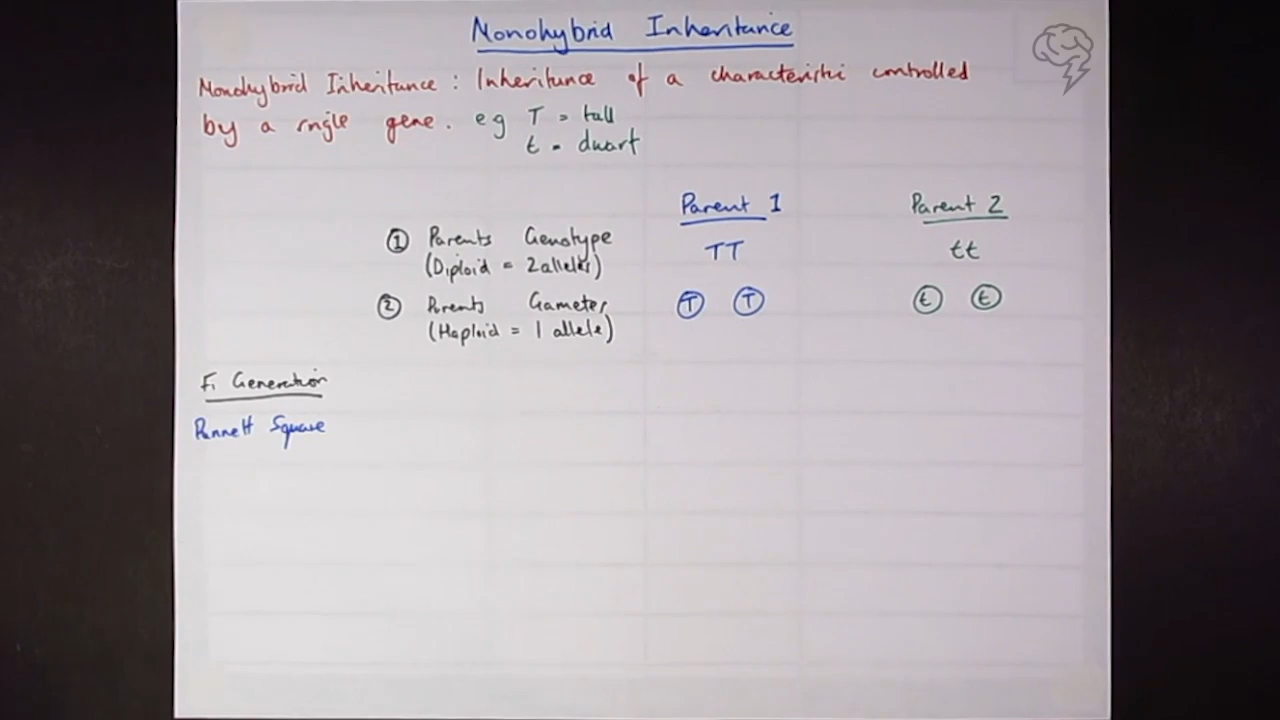 Monohybrid Inheritance
Monohybrid Inheritance : Inheritance of a characteristic controlled
by a single gene. eg T = tall
t = dwarf
Parent 1 Parent 2
① Parents Genotype TT tt
(Diploid = 2 alleles)
② Parents Gametes T T t t
(Haploid = 1 allele)
F1 Generation
Punnett Square